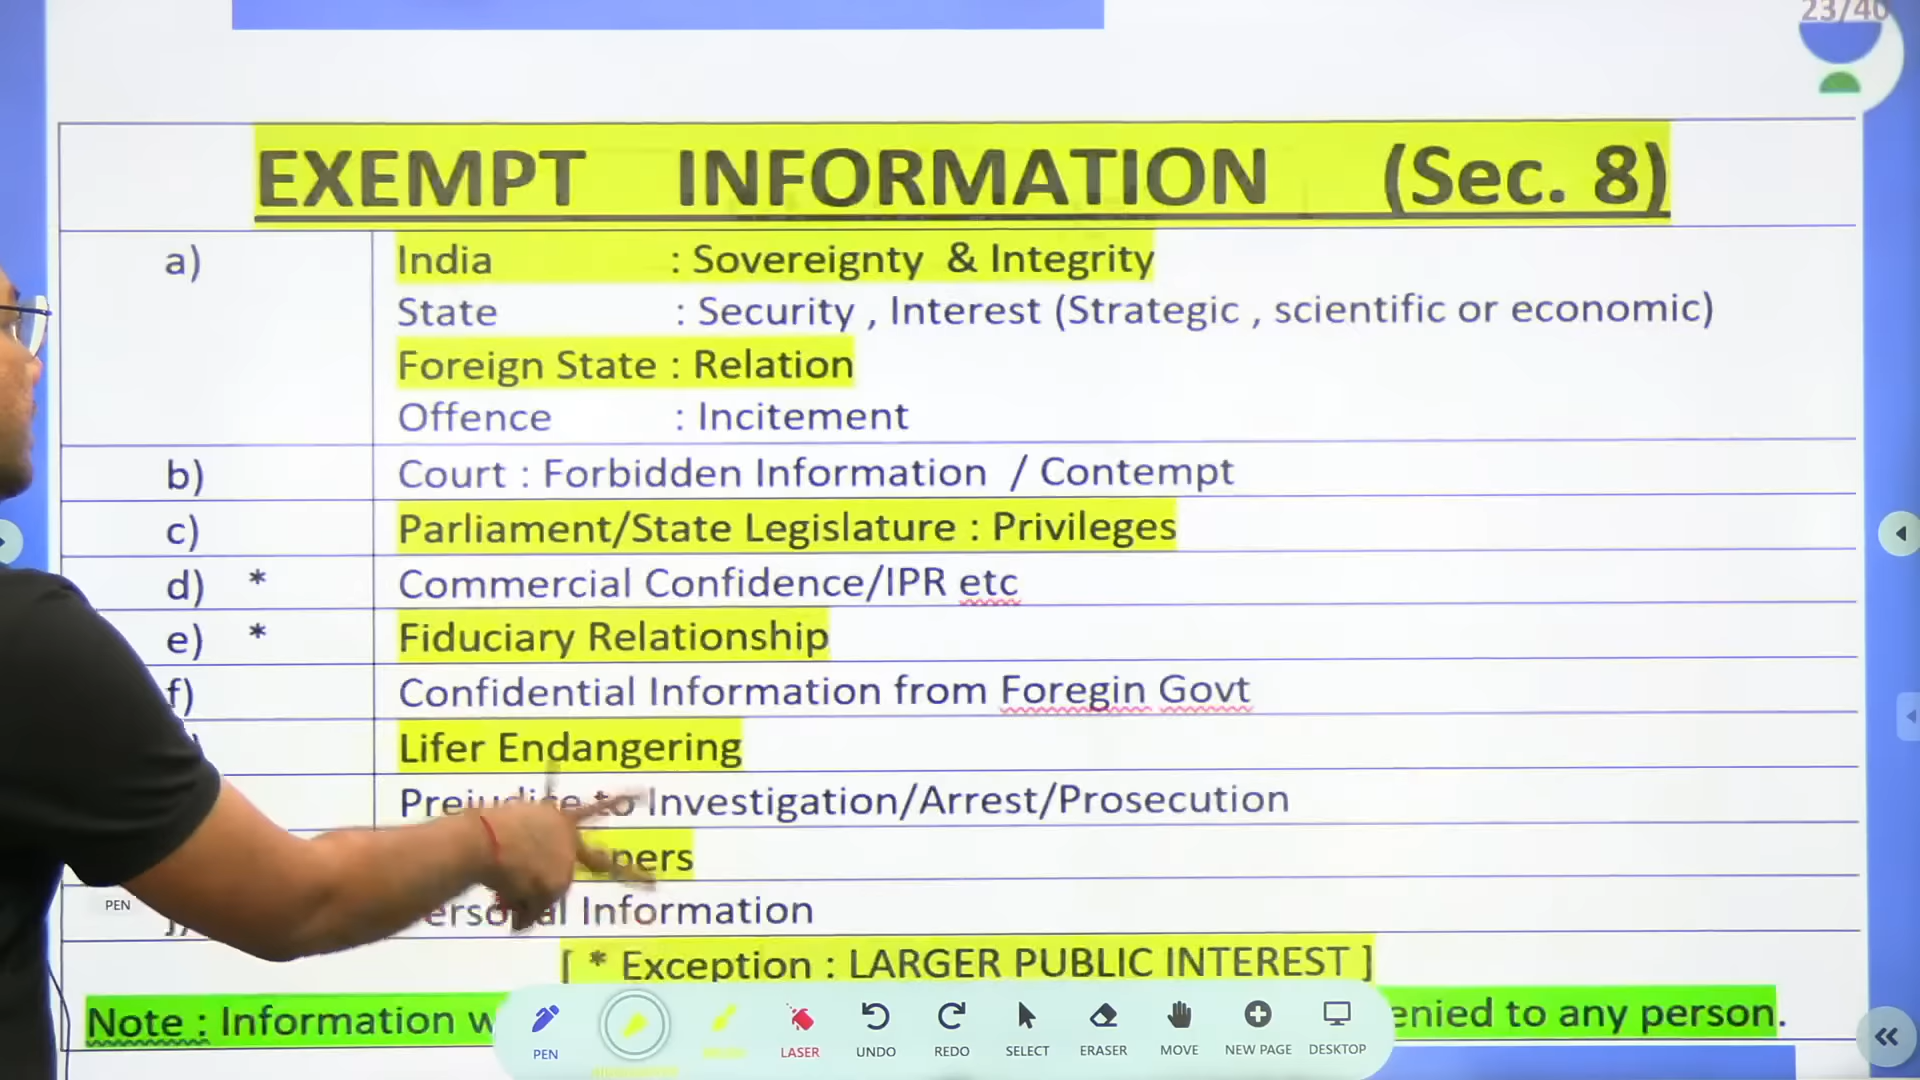 23/40
EXEMPT INFORMATION (Sec. 8)
a) India : Sovereignty & Integrity
State : Security , Interest (Strategic , scientific or economic)
Foreign State : Relation
Offence : Incitement
b) Court : Forbidden Information / Contempt
c) Parliament/State Legislature : Privileges
d) * Commercial Confidence/IPR etc
e) * Fiduciary Relationship
f) Confidential Information from Foregin Govt
Lifer Endangering
Prejudice to Investigation/Arrest/Prosecution
Information
[ * Exception : LARGER PUBLIC INTEREST ]
Note : Information to any person.
PEN
PEN
LASER
UNDO
REDO
SELECT
ERASER
MOVE
NEW PAGE
DESKTOP